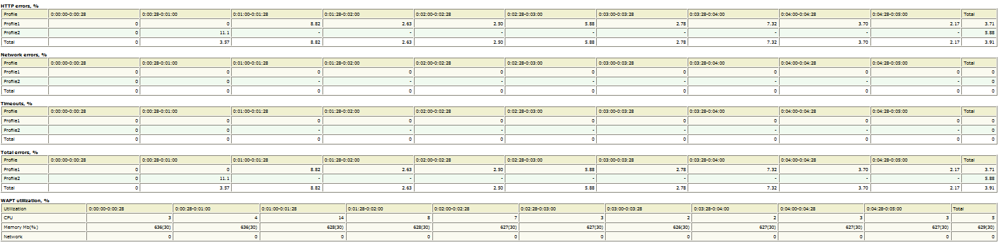 HTTP errors, %
Profile 0:00:00-0:00:28 0:00:28-0:01:00 0:01:00-0:01:28 0:01:28-0:02:00 0:02:00-0:02:28 0:02:28-0:03:00 0:03:00-0:03:28 0:03:28-0:04:00 0:04:00-0:04:28 0:04:28-0:05:00 Total
Profile1 0 0 8.82 2.63 2.50 5.88 2.78 7.32 3.70 2.17 3.71
Profile2 0 11.1 - - - - - - - - 5.88
Total 0 3.57 8.82 2.63 2.50 5.88 2.78 7.32 3.70 2.17 3.91
Network errors, %
Profile 0:00:00-0:00:28 0:00:28-0:01:00 0:01:00-0:01:28 0:01:28-0:02:00 0:02:00-0:02:28 0:02:28-0:03:00 0:03:00-0:03:28 0:03:28-0:04:00 0:04:00-0:04:28 0:04:28-0:05:00 Total
Profile1 0 0 0 0 0 0 0 0 0 0 0
Profile2 0 0 - - - - - - - - 0
Total 0 0 0 0 0 0 0 0 0 0 0
Timeouts, %
Profile 0:00:00-0:00:28 0:00:28-0:01:00 0:01:00-0:01:28 0:01:28-0:02:00 0:02:00-0:02:28 0:02:28-0:03:00 0:03:00-0:03:28 0:03:28-0:04:00 0:04:00-0:04:28 0:04:28-0:05:00 Total
Profile1 0 0 0 0 0 0 0 0 0 0 0
Profile2 0 0 - - - - - - - - 0
Total 0 0 0 0 0 0 0 0 0 0 0
Total errors, %
Profile 0:00:00-0:00:28 0:00:28-0:01:00 0:01:00-0:01:28 0:01:28-0:02:00 0:02:00-0:02:28 0:02:28-0:03:00 0:03:00-0:03:28 0:03:28-0:04:00 0:04:00-0:04:28 0:04:28-0:05:00 Total
Profile1 0 0 8.82 2.63 2.50 5.88 2.78 7.32 3.70 2.17 3.71
Profile2 0 11.1 - - - - - - - - 5.88
Total 0 3.57 8.82 2.63 2.50 5.88 2.78 7.32 3.70 2.17 3.91
WAPT utilization, %
Utilization 0:00:00-0:00:28 0:00:28-0:01:00 0:01:00-0:01:28 0:01:28-0:02:00 0:02:00-0:02:28 0:02:28-0:03:00 0:03:00-0:03:28 0:03:28-0:04:00 0:04:00-0:04:28 0:04:28-0:05:00 Total
CPU 3 4 14 8 7 3 2 2 3 3 5
Memory Mb(%) 636(30) 636(30) 628(30) 628(30) 627(30) 627(30) 626(30) 627(30) 627(30) 627(30) 629(30)
Network 0 0 0 0 0 0 0 0 0 0 0